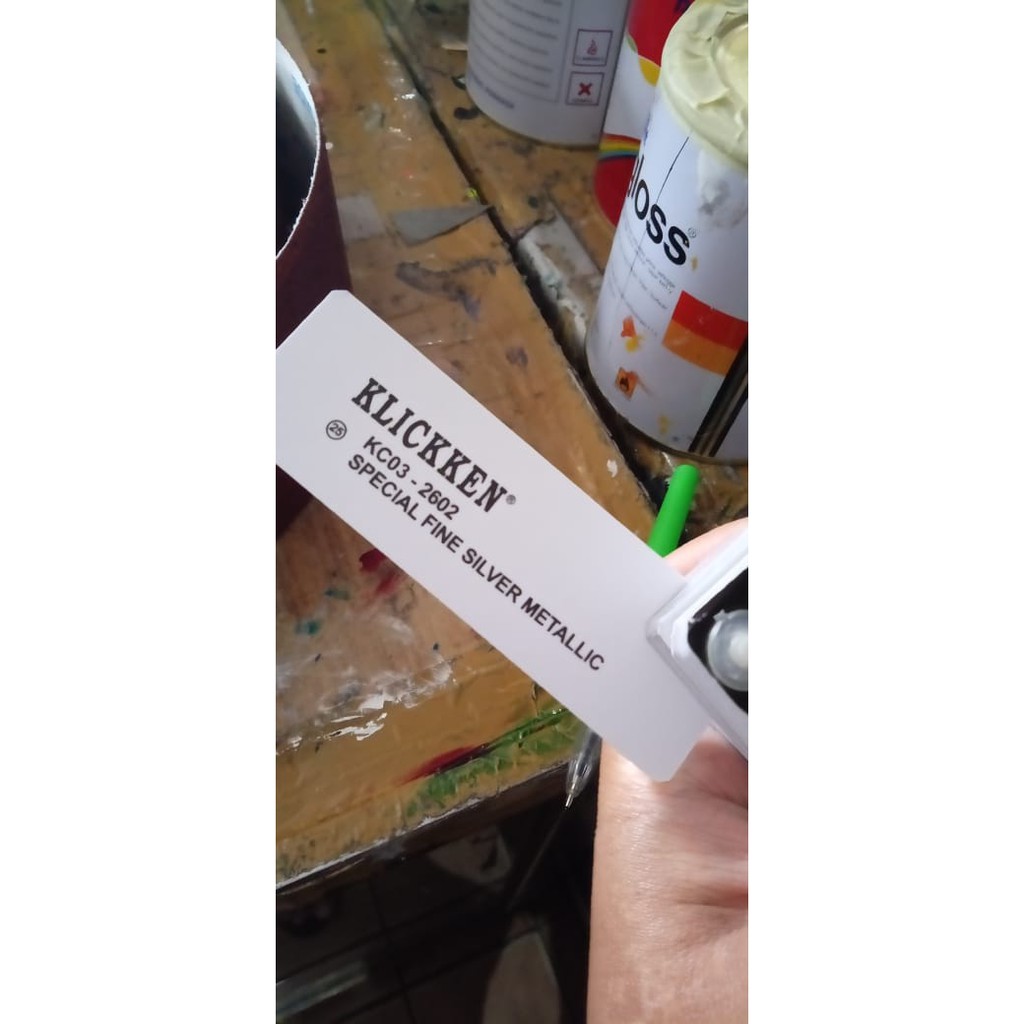 KLICKKEN®
25
KC03 - 2602
SPECIAL FINE SILVER METALLIC
loss®